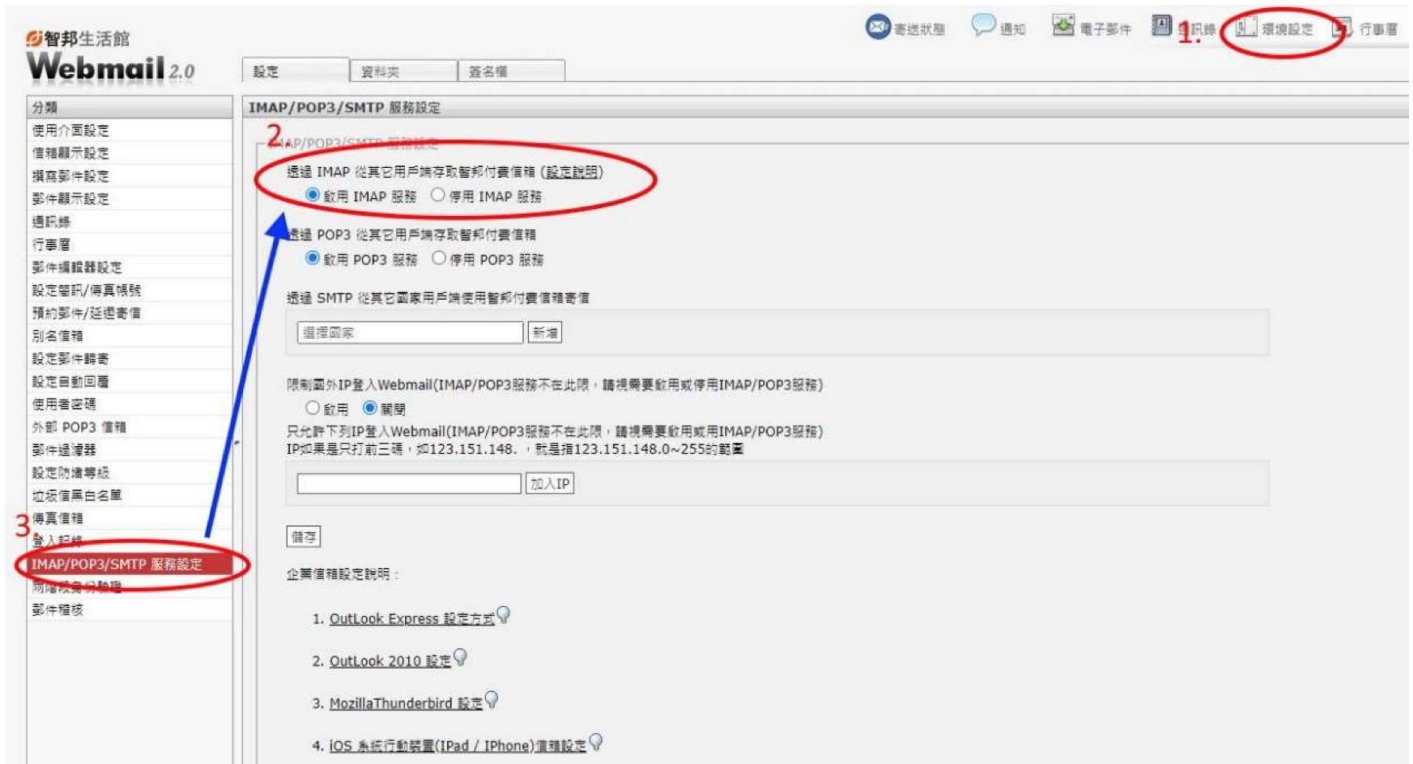 智邦生活館
Webmail 2.0
寄送狀態 通知 電子郵件 通訊錄 環境設定 行事曆
1.
設定 資料夾 簽名檔
分類
使用介面設定
信箱顯示設定
撰寫郵件設定
郵件顯示設定
通訊錄
行事曆
郵件編輯器設定
設定簡訊/傳真帳號
預約郵件/延遲寄信
別名信箱
設定郵件轉寄
設定自動回覆
使用者密碼
外部 POP3 信箱
郵件過濾器
設定防堵等級
垃圾信黑白名單
傳真信箱
3.
登入記錄
IMAP/POP3/SMTP 服務設定
兩階段身份驗證
郵件稽核
IMAP/POP3/SMTP 服務設定
2.
IMAP/POP3/SMTP 服務設定
透過 IMAP 從其它用戶端存取智邦付費信箱 (設定說明)
啟用 IMAP 服務 停用 IMAP 服務
透過 POP3 從其它用戶端存取智邦付費信箱
啟用 POP3 服務 停用 POP3 服務
透過 SMTP 從其它國家用戶端使用智邦付費信箱寄信
選擇國家 新增
限制國外IP登入Webmail(IMAP/POP3服務不在此限，請視需要啟用或停用IMAP/POP3服務)
啟用 關閉
只允許下列IP登入Webmail(IMAP/POP3服務不在此限，請視需要啟用或用IMAP/POP3服務)
IP如果是只打前三碼，如123.151.148. ，就是指123.151.148.0~255的範圍
加入IP
儲存
企業信箱設定說明：
1. OutLook Express 設定方式
2. OutLook 2010 設定
3. MozillaThunderbird 設定
4. iOS 系統行動裝置(IPad / IPhone)信箱設定